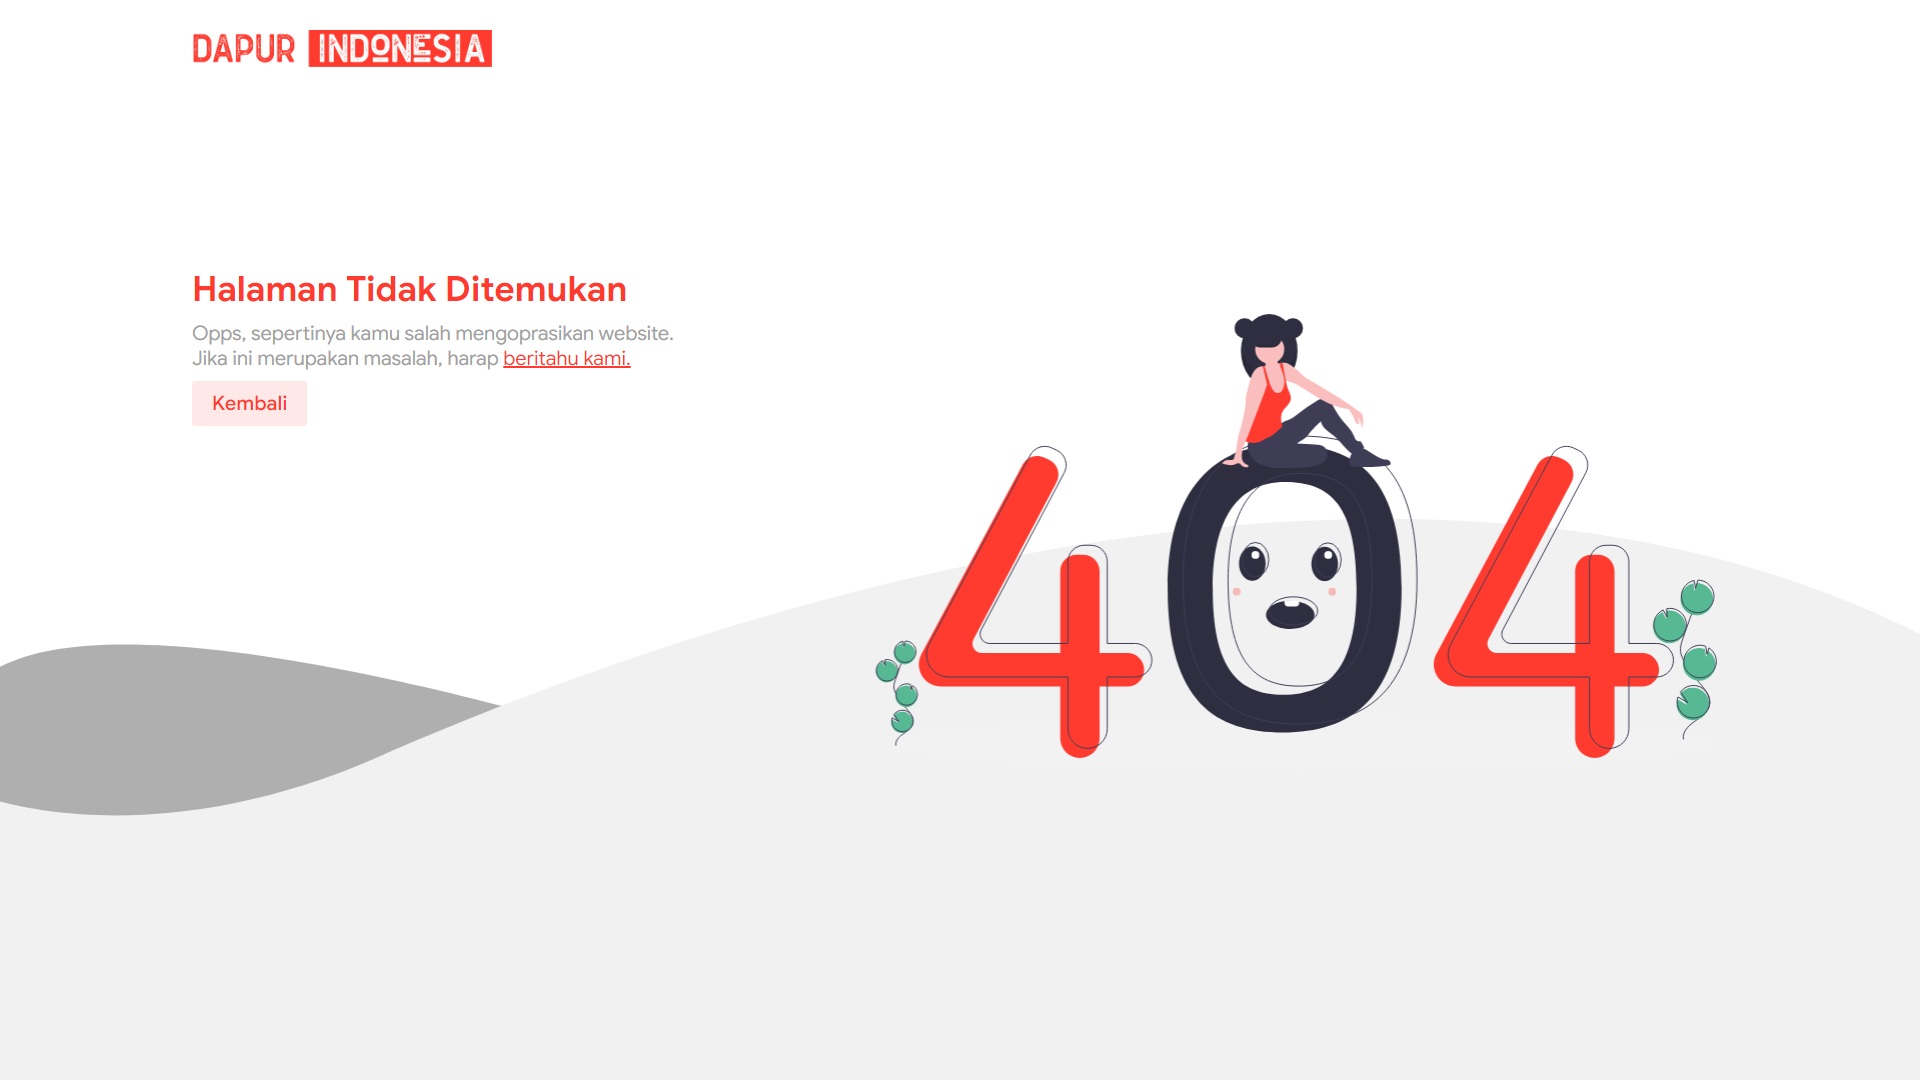 DAPUR INDONESIA
Halaman Tidak Ditemukan
Opps, sepertinya kamu salah mengoprasikan website.
Jika ini merupakan masalah, harap beritahu kami.
Kembali
404